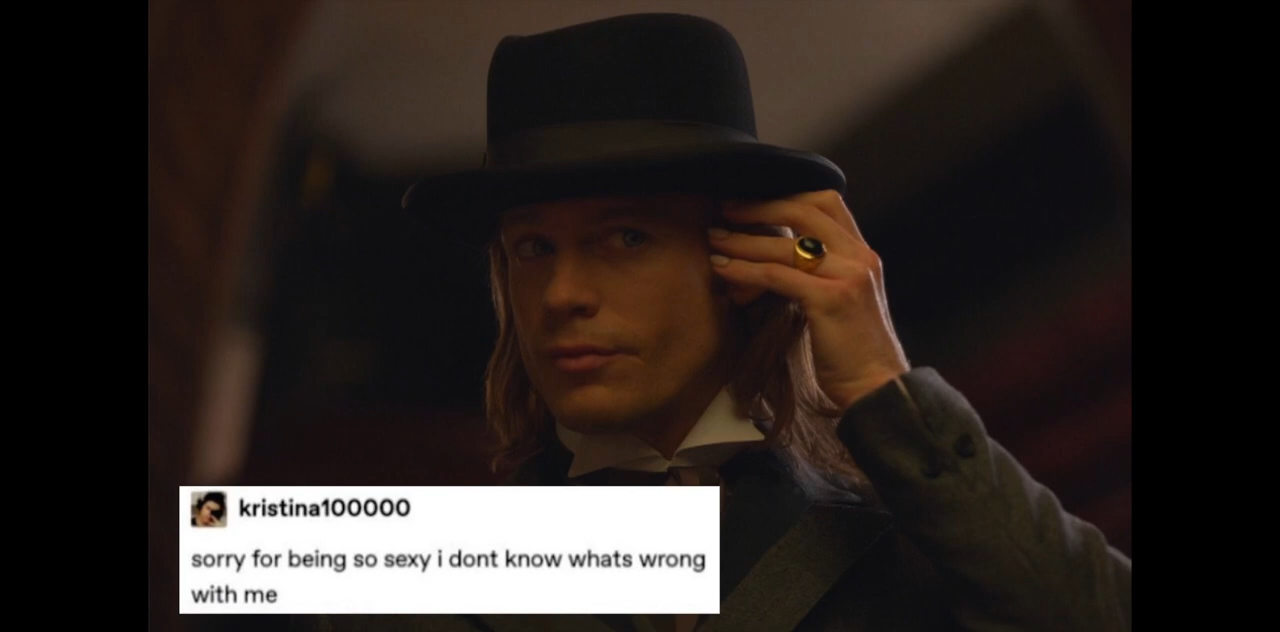 kristina100000
sorry for being so sexy i dont know whats wrong
with me